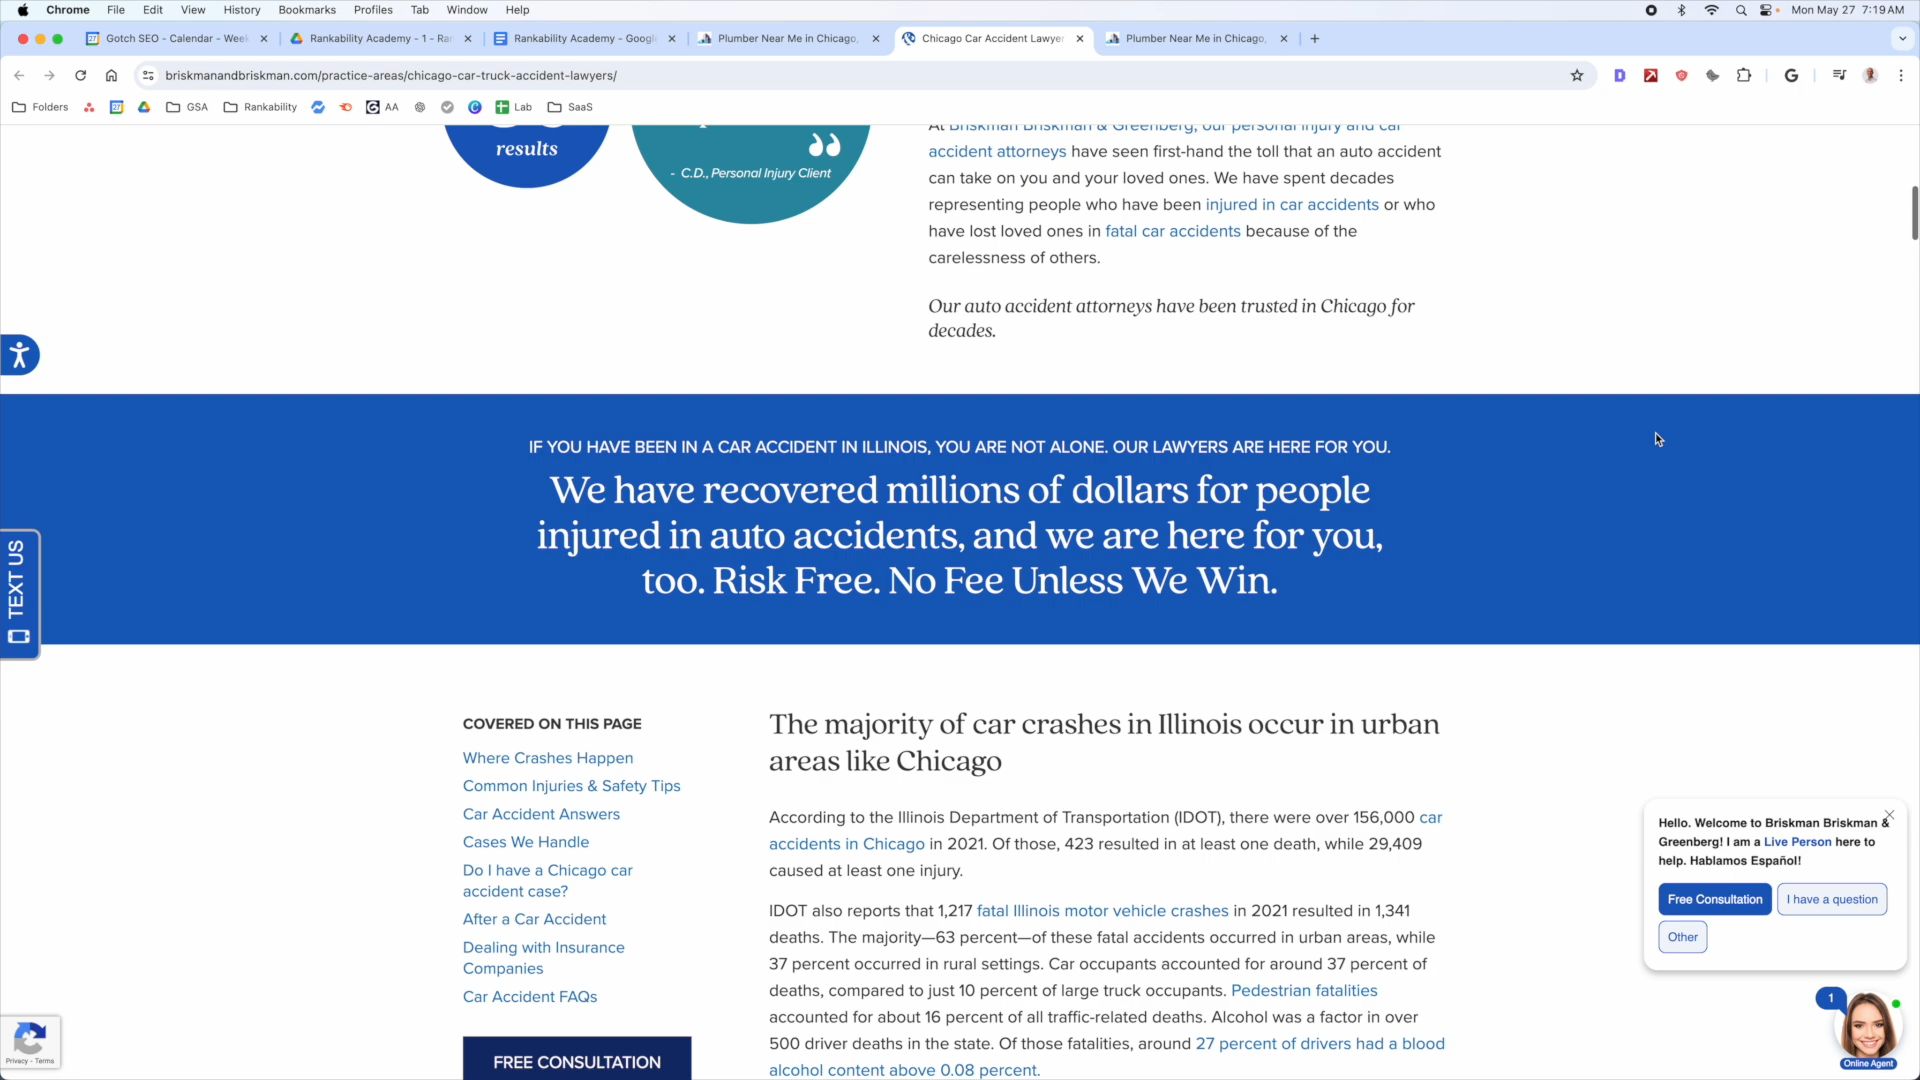 Chrome File Edit View History Bookmarks Profiles Tab Window Help
Mon May 27 7:19 AM
27 Gotch SEO - Calendar - Week
Rankability Academy - 1 - Ra
Rankability Academy - Googl
Plumber Near Me in Chicago,
Chicago Car Accident Lawyer
Plumber Near Me in Chicago,
briskmanandbriskman.com/practice-areas/chicago-car-truck-accident-lawyers/
Folders
27
GSA
Rankability
AA
Lab
SaaS
results
- C.D., Personal Injury Client
At Briskman Briskman & Greenberg, our personal injury and car
accident attorneys have seen first-hand the toll that an auto accident
can take on you and your loved ones. We have spent decades
representing people who have been injured in car accidents or who
have lost loved ones in fatal car accidents because of the
carelessness of others.
Our auto accident attorneys have been trusted in Chicago for
decades.
TEXT US
IF YOU HAVE BEEN IN A CAR ACCIDENT IN ILLINOIS, YOU ARE NOT ALONE. OUR LAWYERS ARE HERE FOR YOU.
We have recovered millions of dollars for people
injured in auto accidents, and we are here for you,
too. Risk Free. No Fee Unless We Win.
COVERED ON THIS PAGE
Where Crashes Happen
Common Injuries & Safety Tips
Car Accident Answers
Cases We Handle
Do I have a Chicago car
accident case?
After a Car Accident
Dealing with Insurance
Companies
Car Accident FAQs
FREE CONSULTATION
The majority of car crashes in Illinois occur in urban
areas like Chicago
According to the Illinois Department of Transportation (IDOT), there were over 156,000 car
accidents in Chicago in 2021. Of those, 423 resulted in at least one death, while 29,409
caused at least one injury.
IDOT also reports that 1,217 fatal Illinois motor vehicle crashes in 2021 resulted in 1,341
deaths. The majority—63 percent—of these fatal accidents occurred in urban areas, while
37 percent occurred in rural settings. Car occupants accounted for around 37 percent of
deaths, compared to just 10 percent of large truck occupants. Pedestrian fatalities
accounted for about 16 percent of all traffic-related deaths. Alcohol was a factor in over
500 driver deaths in the state. Of those fatalities, around 27 percent of drivers had a blood
alcohol content above 0.08 percent.
Hello. Welcome to Briskman Briskman &
Greenberg! I am a Live Person here to
help. Hablamos Español!
Free Consultation
I have a question
Other
1
Online Agent
Privacy - Terms